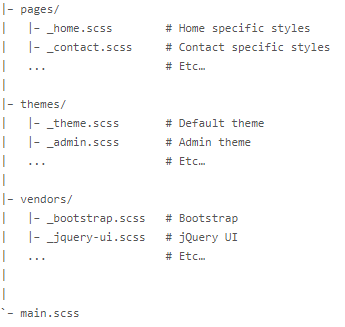 |– pages/
|   |– _home.scss        # Home specific styles
|   |– _contact.scss     # Contact specific styles
|   ...                  # Etc…
|
|– themes/
|   |– _theme.scss       # Default theme
|   |– _admin.scss       # Admin theme
|   ...                  # Etc…
|
|– vendors/
|   |– _bootstrap.scss   # Bootstrap
|   |– _jquery-ui.scss   # jQuery UI
|   ...                  # Etc…
|
|
`– main.scss